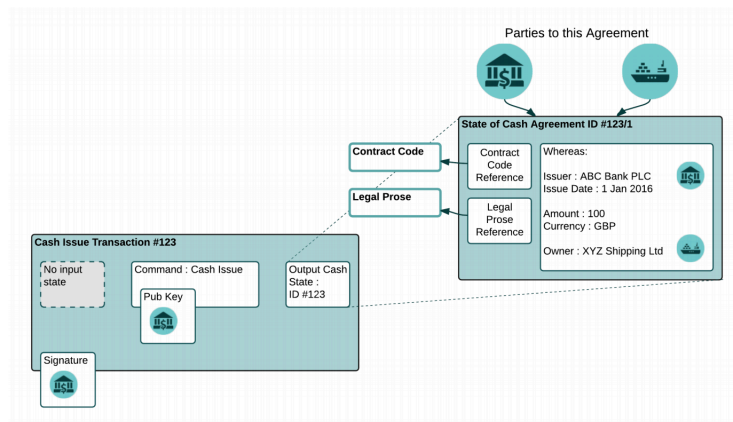 Parties to this Agreement
State of Cash Agreement ID #123/1
Contract Code
Contract
Code
Reference
Whereas:
Issuer : ABC Bank PLC
Issue Date : 1 Jan 2016
Amount : 100
Currency : GBP
Owner : XYZ Shipping Ltd
Legal Prose
Legal
Prose
Reference
Cash Issue Transaction #123
No input
state
Command : Cash Issue
Pub Key
Output Cash
State :
ID #123
Signature